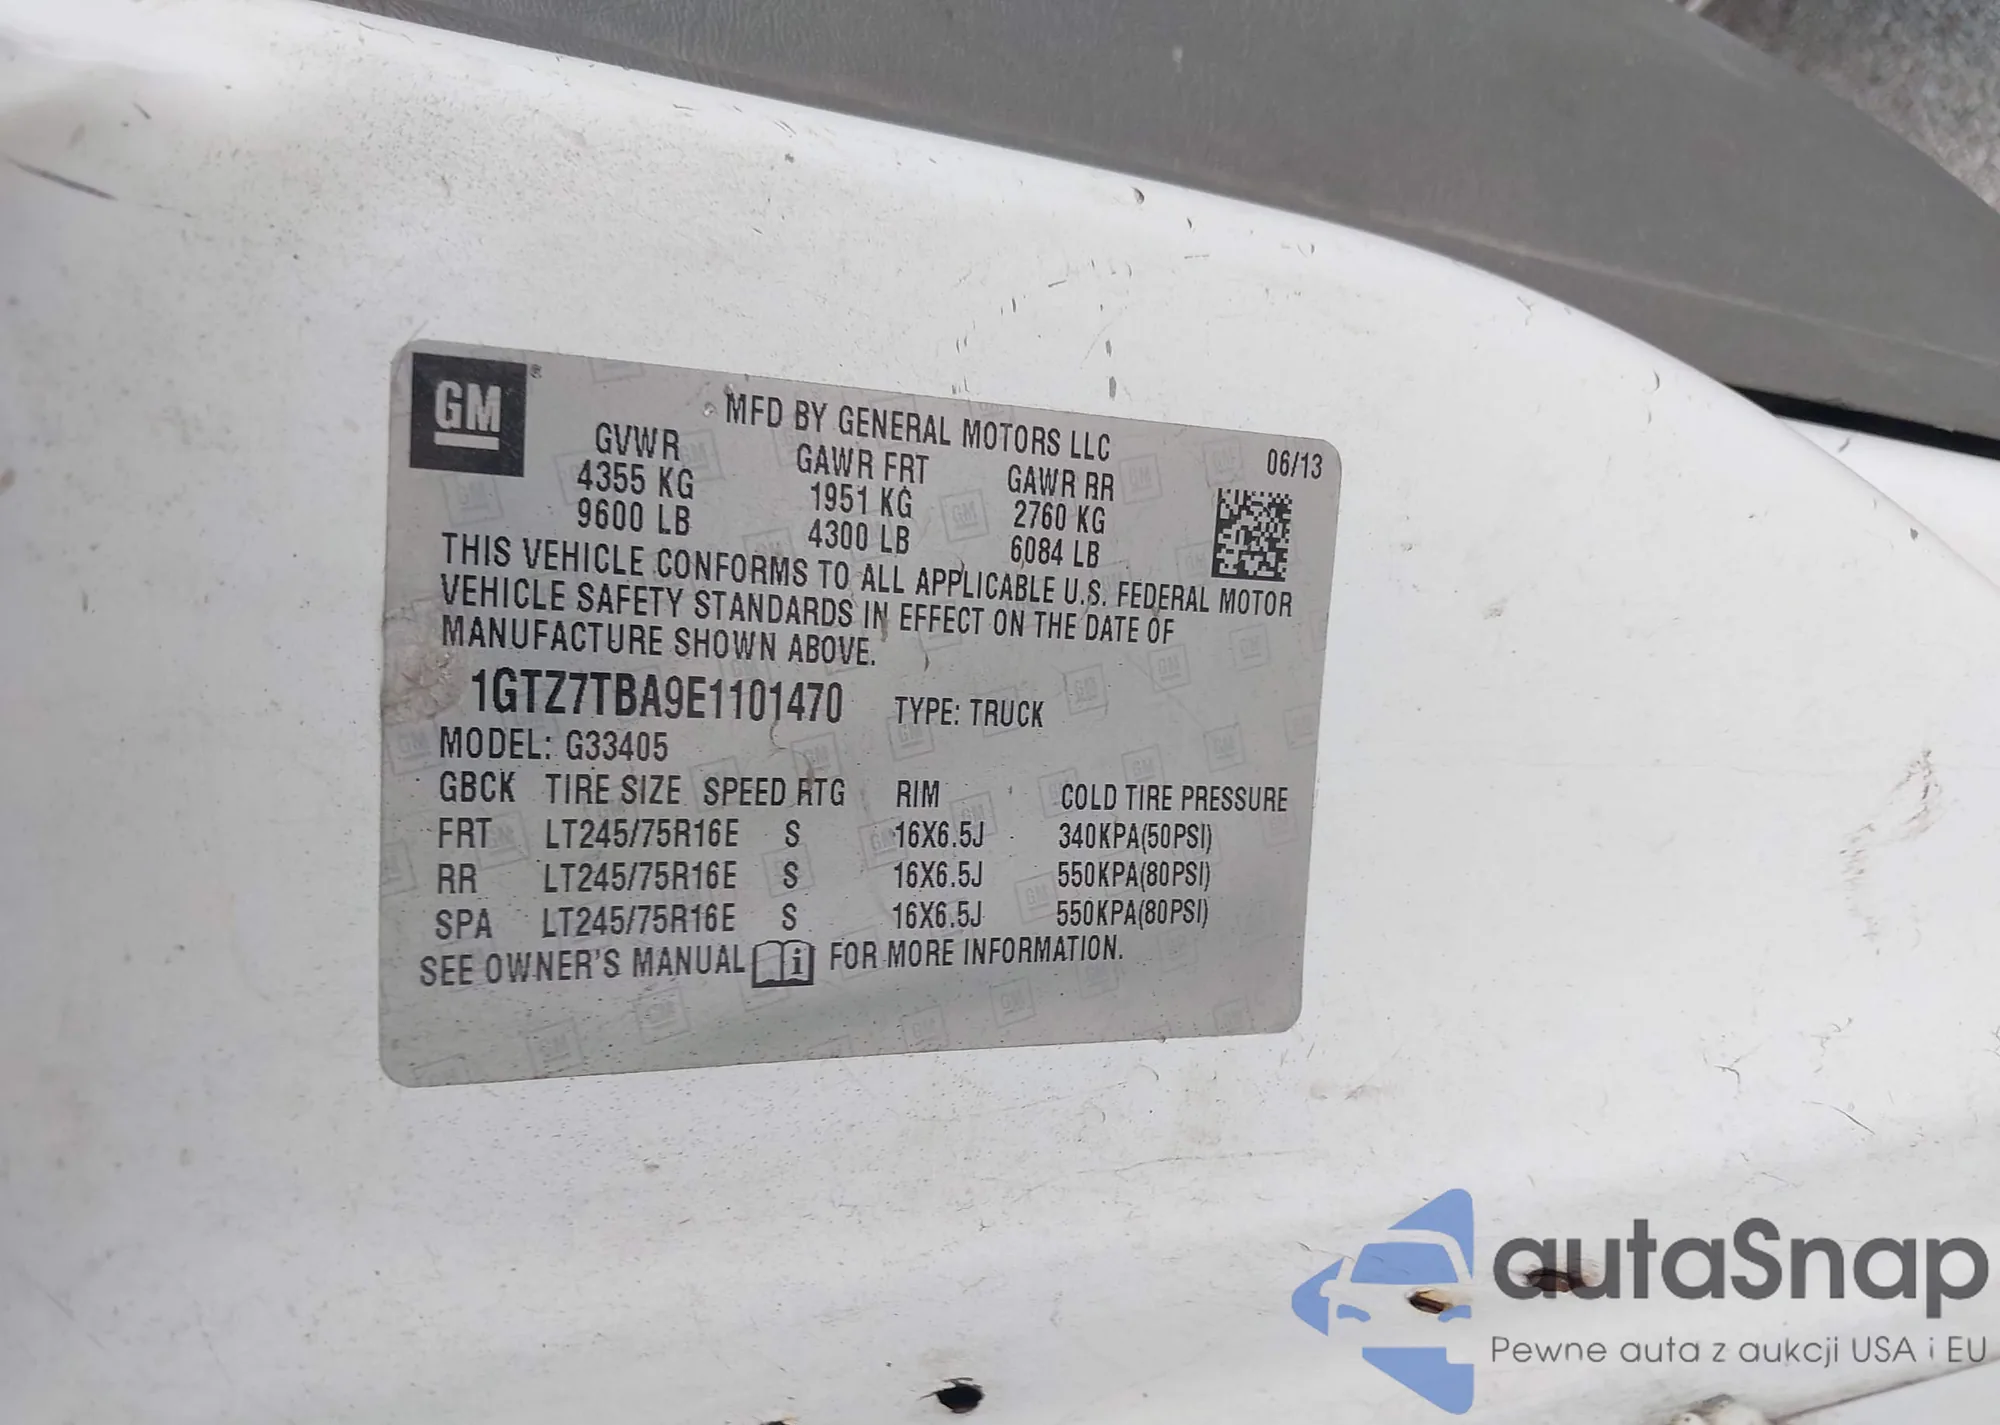 GM®
MFD BY GENERAL MOTORS LLC
06/13
GVWR GAWR FRT GAWR RR
4355 KG 1951 KG 2760 KG
9600 LB 4300 LB 6084 LB
THIS VEHICLE CONFORMS TO ALL APPLICABLE U.S. FEDERAL MOTOR
VEHICLE SAFETY STANDARDS IN EFFECT ON THE DATE OF
MANUFACTURE SHOWN ABOVE.
1GTZ7TBA9E1101470 TYPE: TRUCK
MODEL: G33405
GBCK TIRE SIZE SPEED RTG RIM COLD TIRE PRESSURE
FRT LT245/75R16E S 16X6.5J 340KPA(50PSI)
RR LT245/75R16E S 16X6.5J 550KPA(80PSI)
SPA LT245/75R16E S 16X6.5J 550KPA(80PSI)
SEE OWNER'S MANUAL i FOR MORE INFORMATION.
autaSnap
Pewne auta z aukcji USA i EU